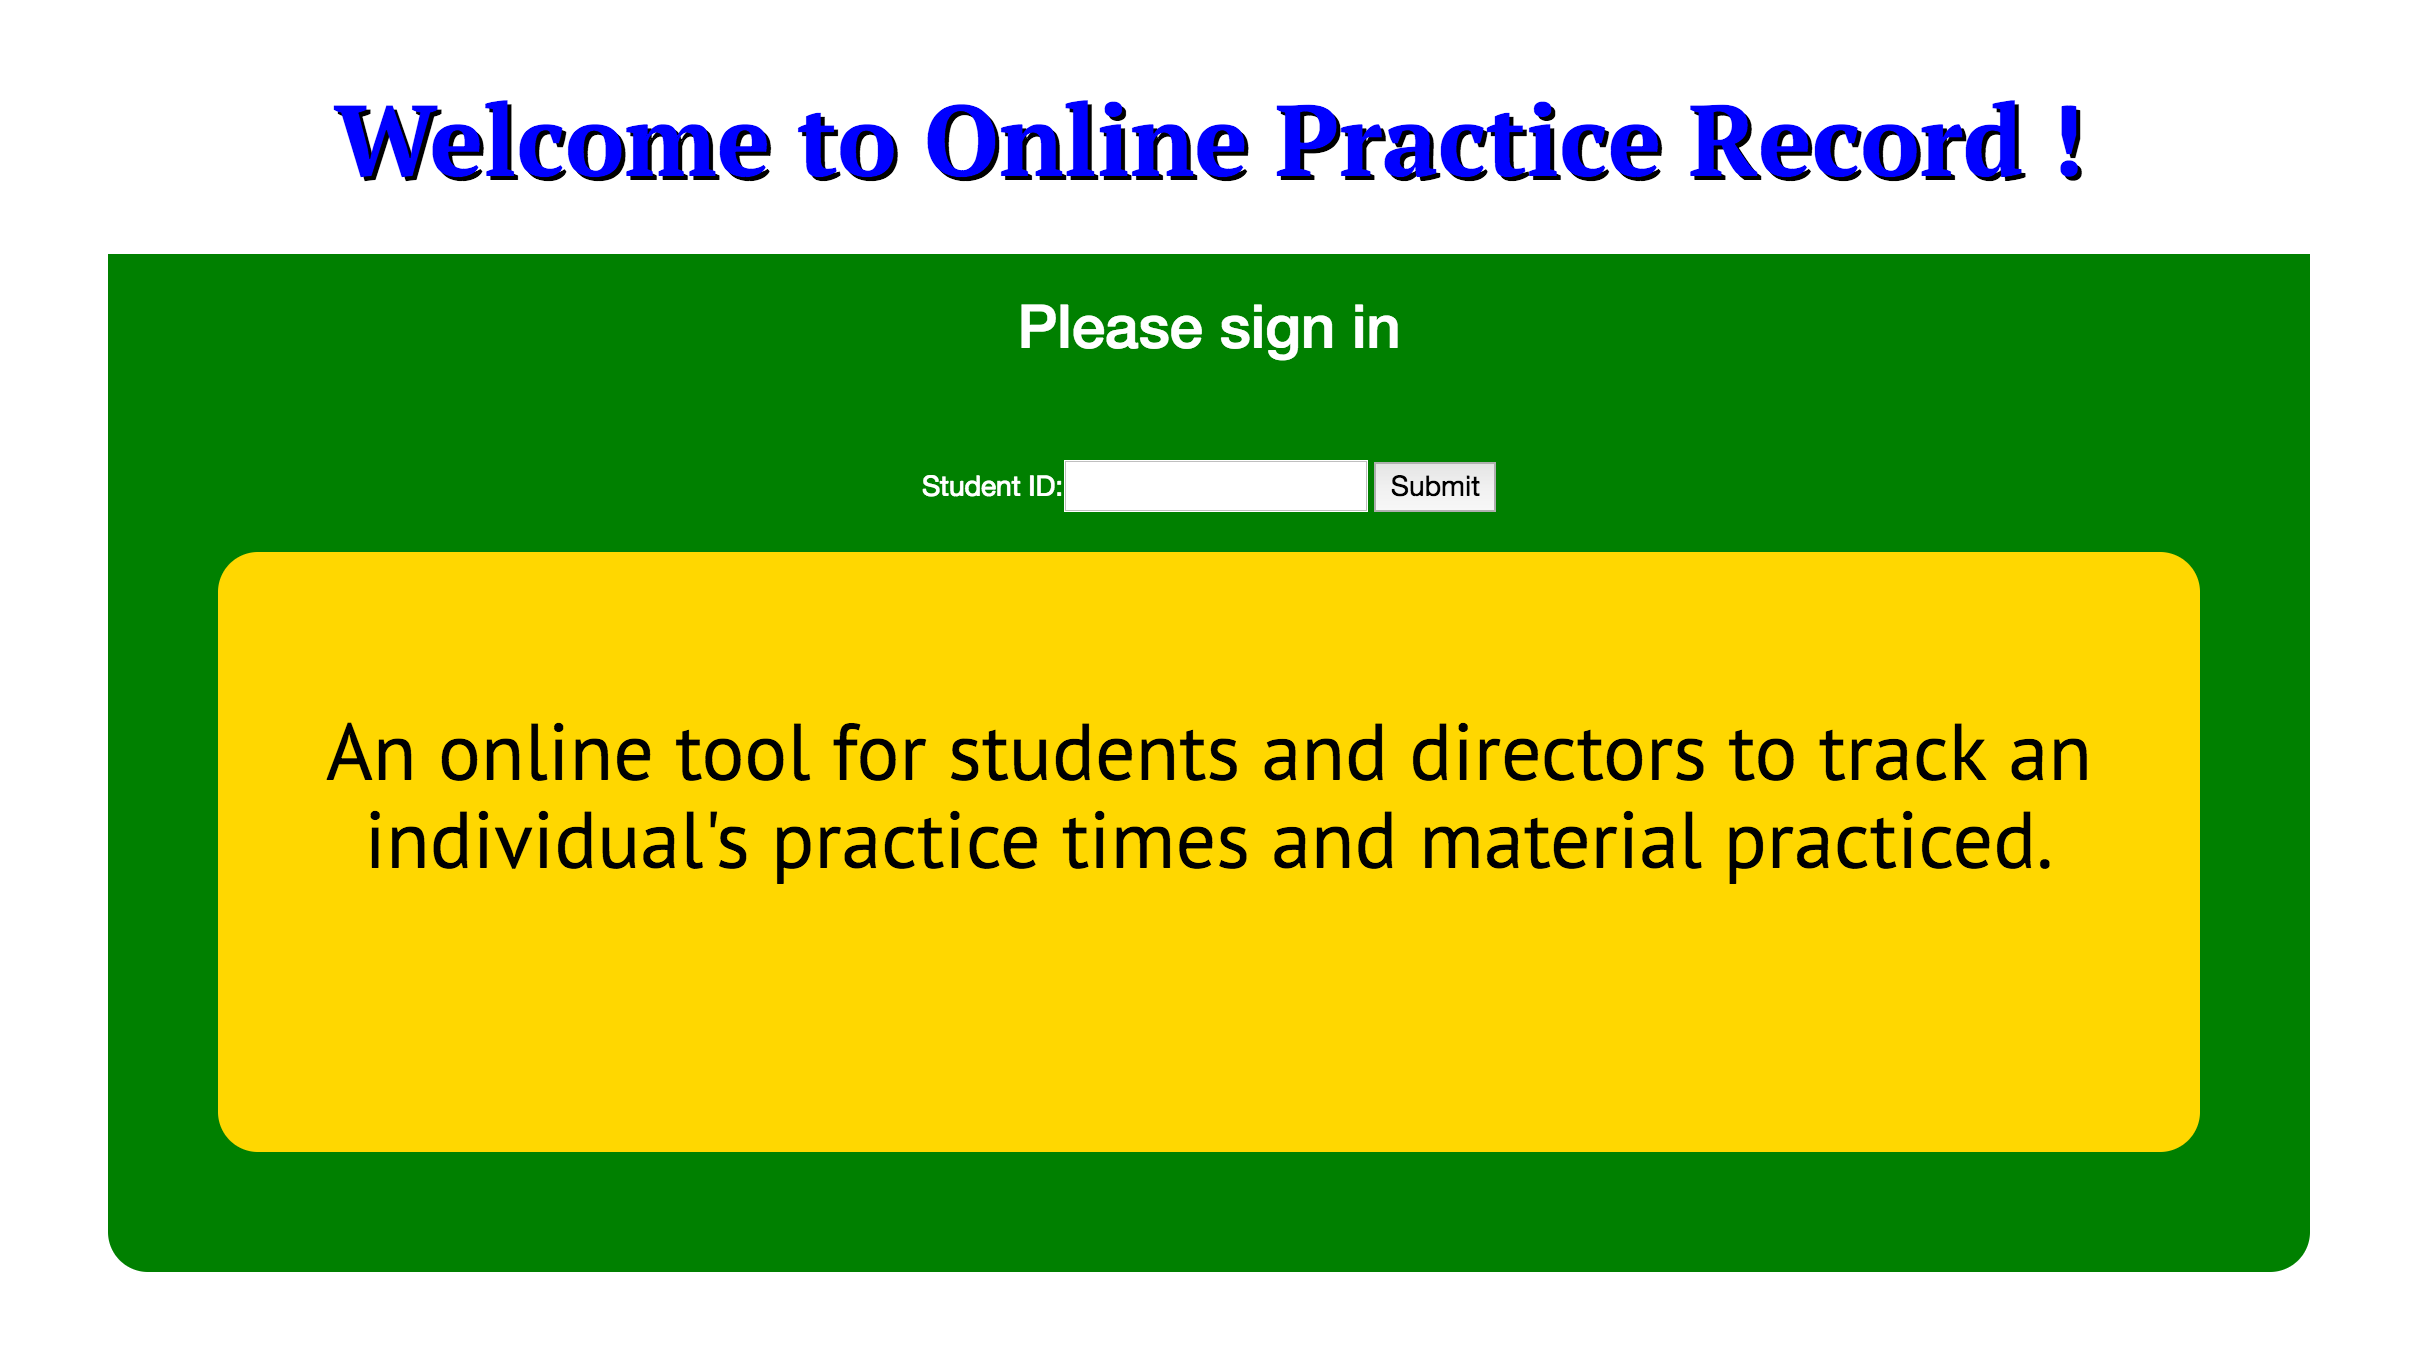 Welcome to Online Practice Record !
Please sign in
Student ID: Submit
An online tool for students and directors to track an
individual's practice times and material practiced.